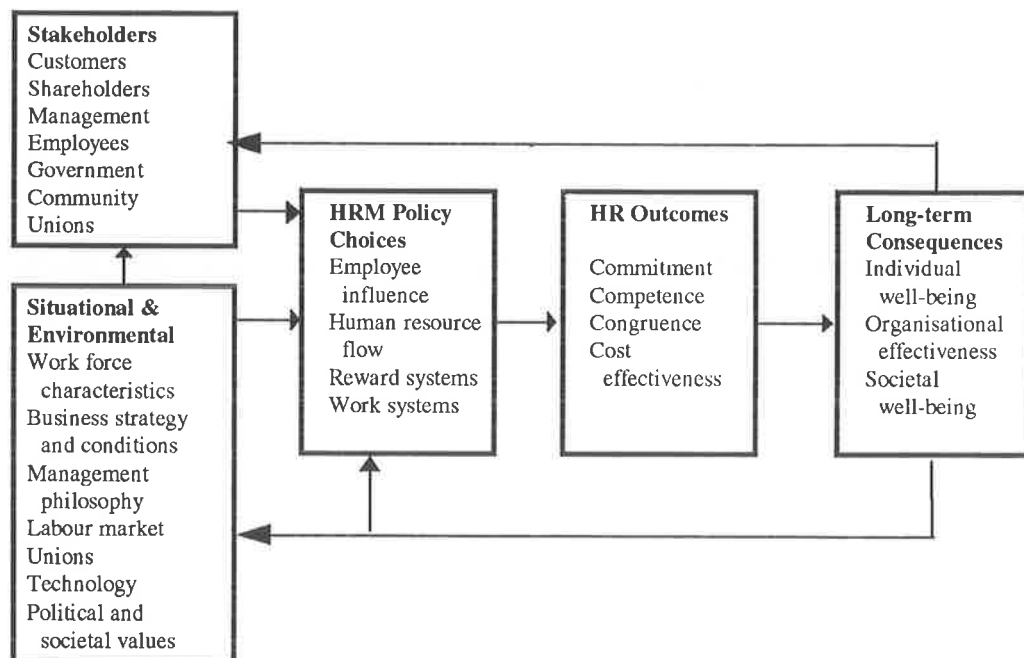 Stakeholders
Customers
Shareholders
Management
Employees
Government
Community
Unions
Situational &
Environmental
Work force
characteristics
Business strategy
and conditions
Management
philosophy
Labour market
Unions
Technology
Political and
societal values
HRM Policy
Choices
Employee
influence
Human resource
flow
Reward systems
Work systems
HR Outcomes
Commitment
Competence
Congruence
Cost
effectiveness
Long-term
Consequences
Individual
well-being
Organisational
effectiveness
Societal
well-being